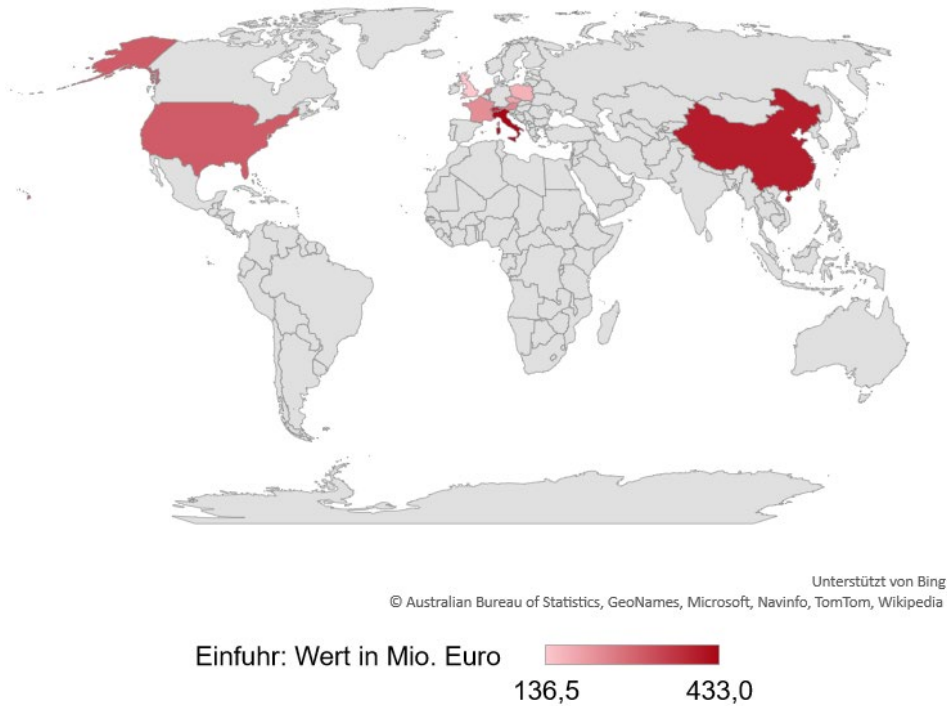 Unterstützt von Bing
© Australian Bureau of Statistics, GeoNames, Microsoft, Navinfo, TomTom, Wikipedia
Einfuhr: Wert in Mio. Euro
136,5 433,0